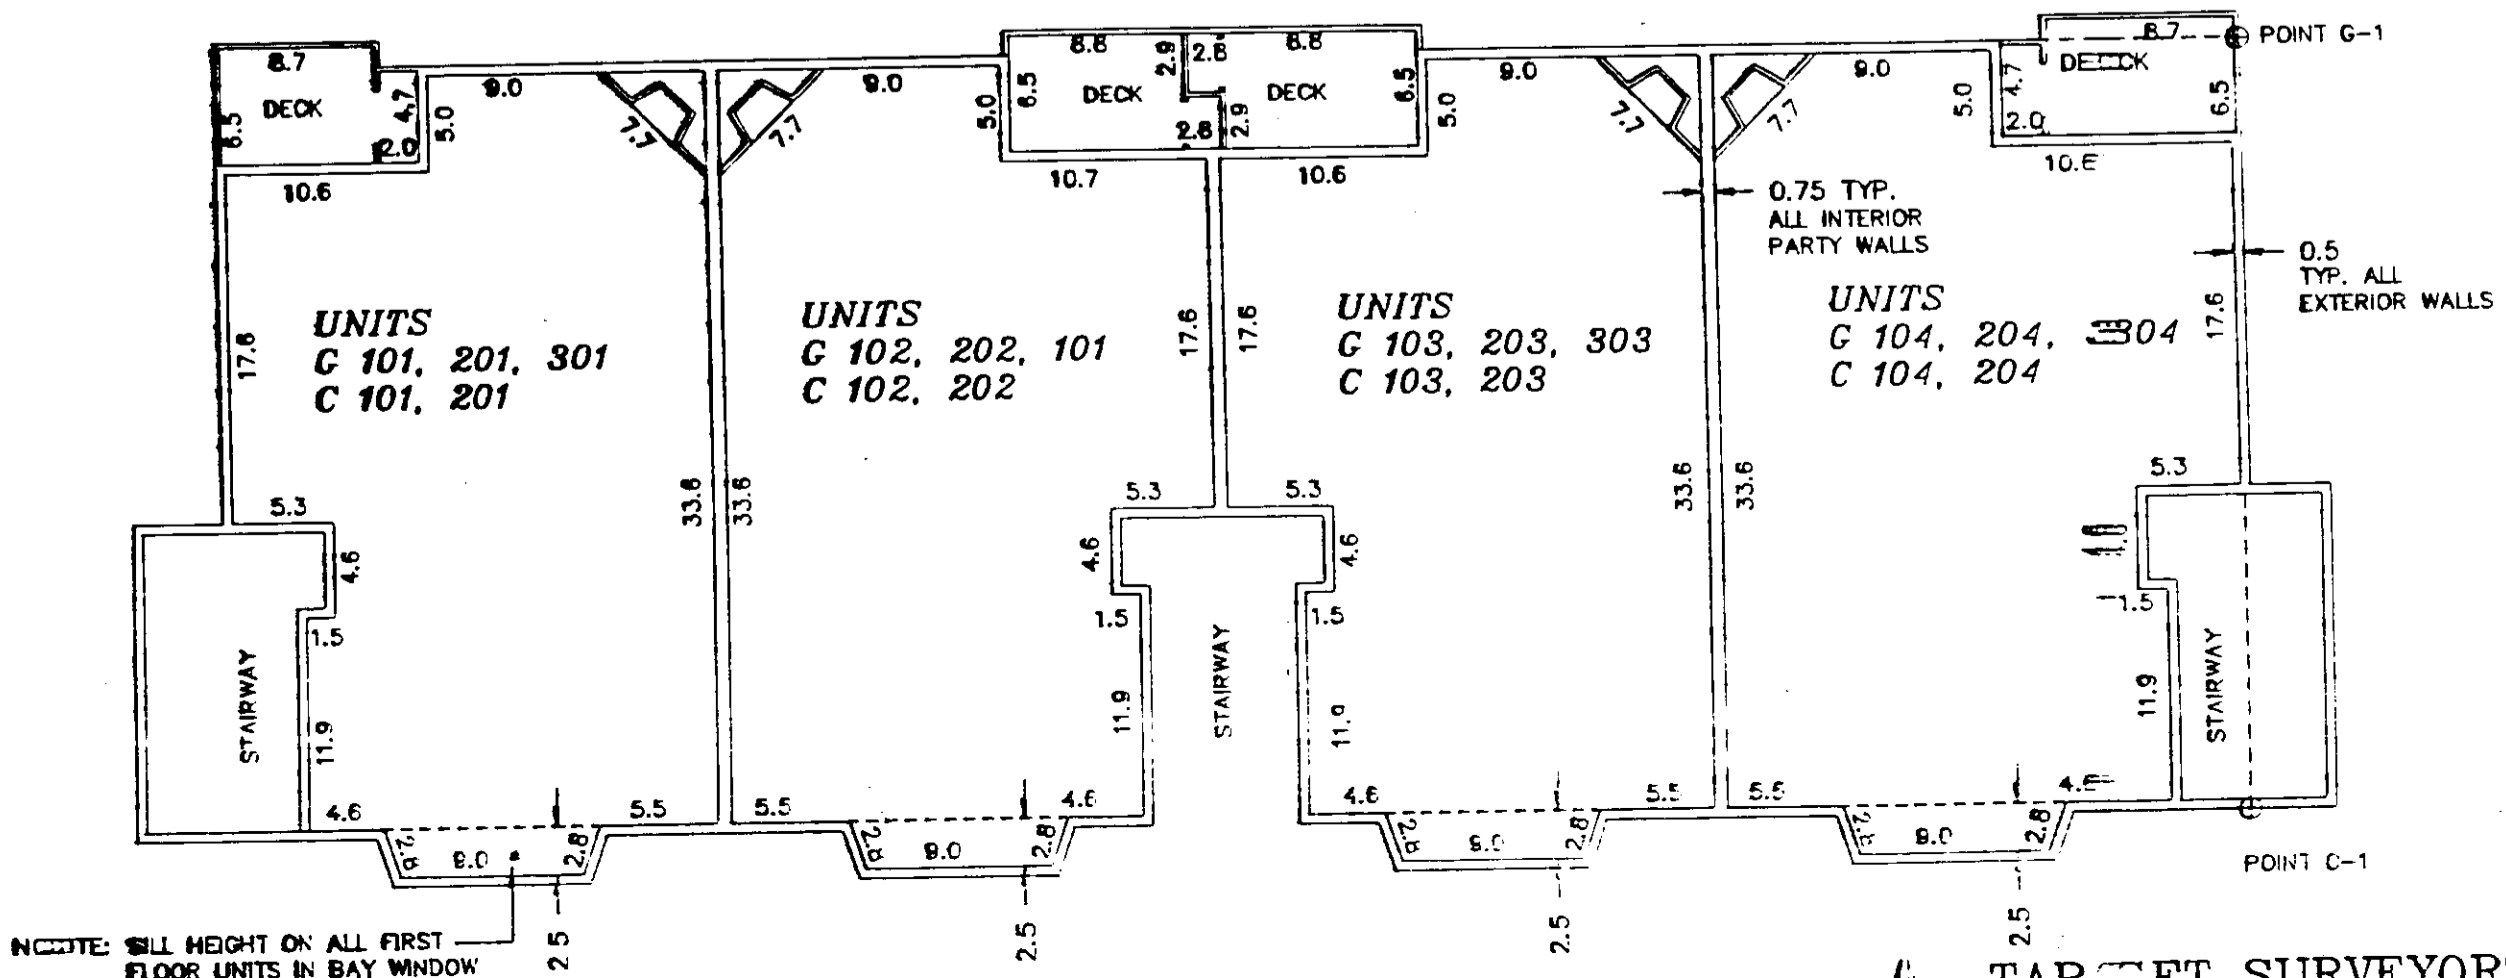 8.7
DECK
6.5
4.7
2.0
5.0
9.0
7.7
10.6
9.0
7.7
5.0
6.5
8.8
DECK
2.9
2.8
8.8
DECK
2.8
2.9
6.5
5.0
10.7
10.6
9.0
7.7
9.0
7.7
5.0
4.7
2.0
8.7
DECK
6.5
POINT G-1
0.75 TYP.
ALL INTERIOR
PARTY WALLS
0.5
TYP. ALL
EXTERIOR WALLS
UNITS
G 101, 201, 301
C 101, 201
UNITS
G 102, 202, 101
C 102, 202
UNITS
G 103, 203, 303
C 103, 203
UNITS
G 104, 204, 304
C 104, 204
17.6
17.6
17.6
17.6
33.6
33.6
33.6
33.6
5.3
4.6
1.5
11.9
STAIRWAY
4.6
5.5
2.8
9.0
2.8
2.5
5.3
5.3
4.6
4.6
1.5
1.5
11.9
STAIRWAY
11.9
5.5
4.6
2.8
9.0
2.8
2.5
4.6
5.5
2.8
9.0
2.8
2.5
5.3
1.5
11.9
STAIRWAY
5.5
2.8
9.0
2.8
2.5
POINT C-1
NOTE: SILL HEIGHT ON ALL FIRST
FLOOR UNITS IN BAY WINDOW
TARGET SURVEYOR